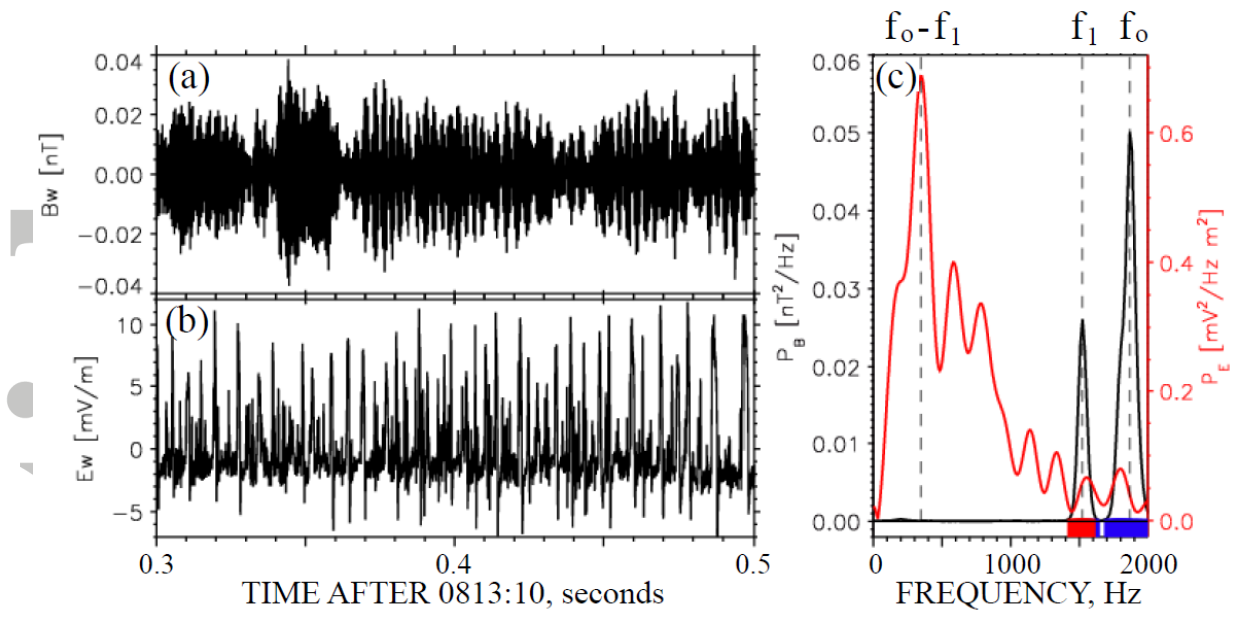 fo-f1 f1 fo
(a)
0.04
0.02
0.00
−0.02
−0.04
Bw [nT]
(b)
10
5
0
−5
Ew [mV/m]
0.3 0.4 0.5
TIME AFTER 0813:10, seconds
(c)
0.06
0.05
0.04
0.03
0.02
0.01
0.00
PB [nT²/Hz]
0.6
0.4
0.2
0.0
PE [mV²/Hz m²]
0 1000 2000
FREQUENCY, Hz